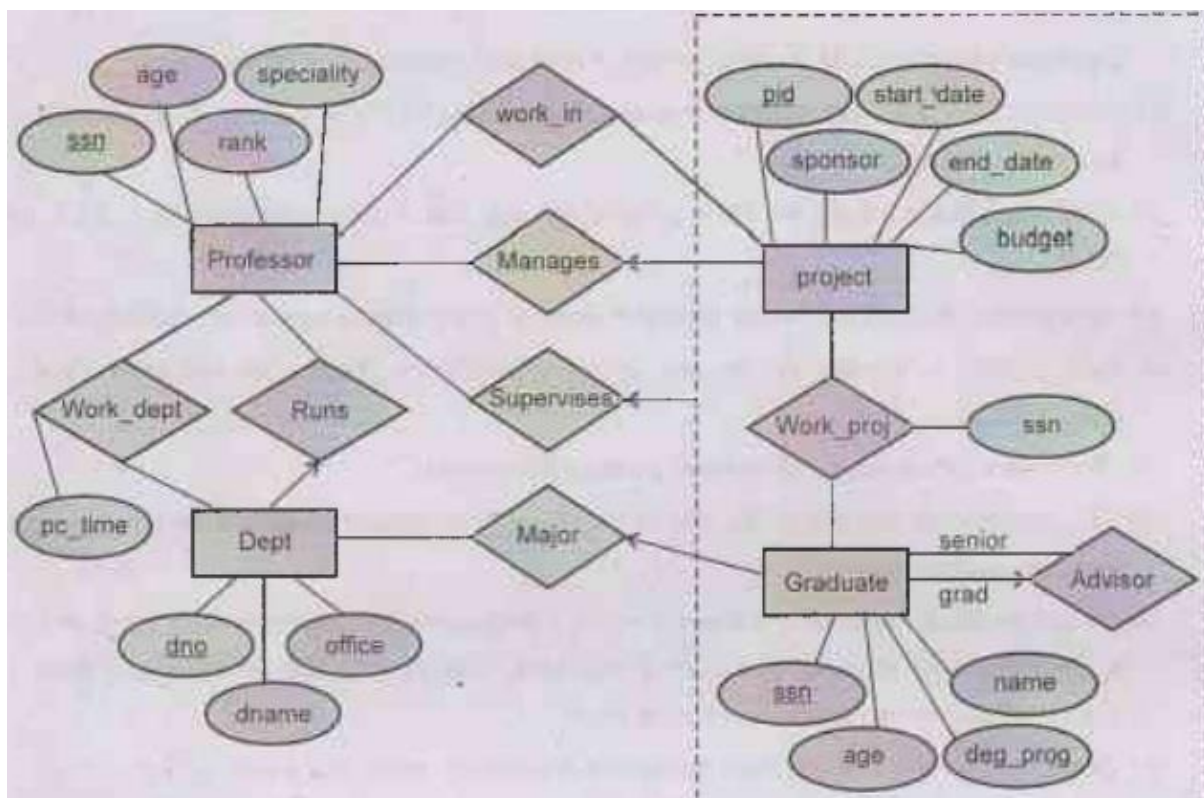 age
speciality
ssn
rank
work_in
pid
start_date
sponsor
end_date
budget
Professor
Manages
project
Work_dept
Runs
Supervises
Work_proj
ssn
pc_time
Dept
Major
senior
Graduate
grad
Advisor
dno
office
dname
ssn
name
age
deg_prog